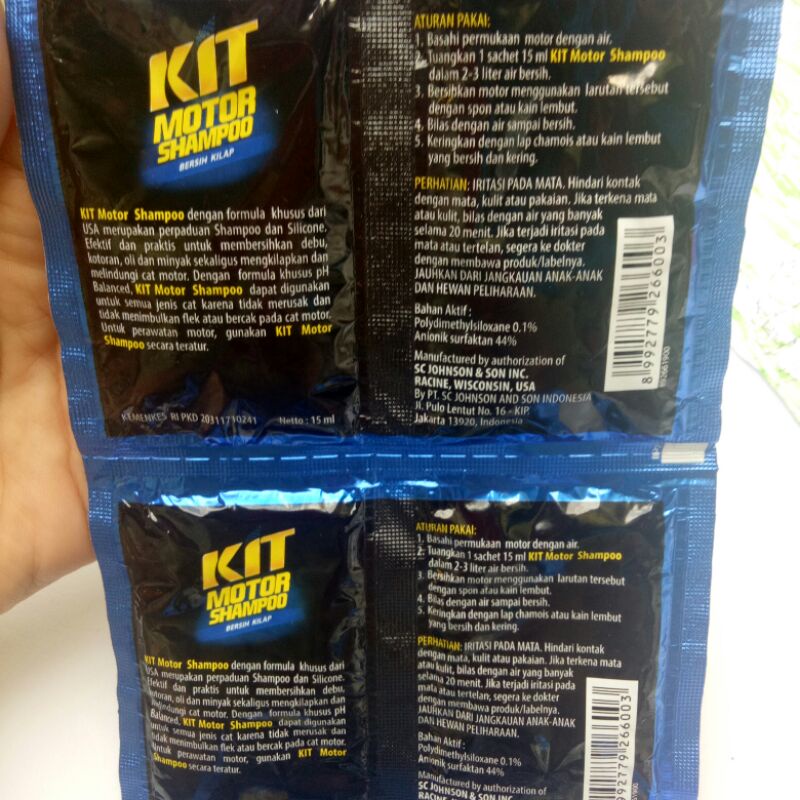 KIT
MOTOR
SHAMPOO
BERSIH KILAP
KIT Motor Shampoo dengan formula khusus dari
USA merupakan perpaduan Shampoo dan Silicone.
Efektif dan praktis untuk membersihkan debu,
kotoran, oli dan minyak sekaligus mengkilapkan dan
melindungi cat motor. Dengan formula khusus pH
Balanced, KIT Motor Shampoo dapat digunakan
untuk semua jenis cat karena tidak merusak dan
tidak menimbulkan flek atau bercak pada cat motor.
Untuk perawatan motor, gunakan KIT Motor
Shampoo secara teratur.
KEMENKES RI PKD 20311710241
Netto : 15 ml
ATURAN PAKAI:
1. Basahi permukaan motor dengan air.
2. Tuangkan 1 sachet 15 ml KIT Motor Shampoo
dalam 2-3 liter air bersih.
3. Bersihkan motor menggunakan larutan tersebut
dengan spon atau kain lembut.
4. Bilas dengan air sampai bersih.
5. Keringkan dengan lap chamois atau kain lembut
yang bersih dan kering.
PERHATIAN: IRITASI PADA MATA. Hindari kontak
dengan mata, kulit atau pakaian. Jika terkena mata
atau kulit, bilas dengan air yang banyak
selama 20 menit. Jika terjadi iritasi pada
mata atau tertelan, segera ke dokter
dengan membawa produk/labelnya.
JAUHKAN DARI JANGKAUAN ANAK-ANAK
DAN HEWAN PELIHARAAN.
Bahan Aktif :
Polydimethylsiloxane 0,1%
Anionik surfaktan 44%
Manufactured by authorization of
SC JOHNSON & SON INC.
RACINE, WISCONSIN, USA
By PT. SC JOHNSON AND SON INDONESIA
Jl. Pulo Lentut No. 16 - KIP
Jakarta 13920, Indonesia
8 992779 266003
KIT
MOTOR
SHAMPOO
BERSIH KILAP
KIT Motor Shampoo dengan formula khusus dari
USA merupakan perpaduan Shampoo dan Silicone.
Efektif dan praktis untuk membersihkan debu,
kotoran, oli dan minyak sekaligus mengkilapkan dan
melindungi cat motor. Dengan formula khusus pH
Balanced, KIT Motor Shampoo dapat digunakan
untuk semua jenis cat karena tidak merusak dan
tidak menimbulkan flek atau bercak pada cat motor.
Untuk perawatan motor, gunakan KIT Motor
Shampoo secara teratur.
ATURAN PAKAI:
1. Basahi permukaan motor dengan air.
2. Tuangkan 1 sachet 15 ml KIT Motor Shampoo
dalam 2-3 liter air bersih.
3. Bersihkan motor menggunakan larutan tersebut
dengan spon atau kain lembut.
4. Bilas dengan air sampai bersih.
5. Keringkan dengan lap chamois atau kain lembut
yang bersih dan kering.
PERHATIAN: IRITASI PADA MATA. Hindari kontak
dengan mata, kulit atau pakaian. Jika terkena mata
atau kulit, bilas dengan air yang banyak
selama 20 menit. Jika terjadi iritasi pada
mata atau tertelan, segera ke dokter
dengan membawa produk/labelnya.
JAUHKAN DARI JANGKAUAN ANAK-ANAK
DAN HEWAN PELIHARAAN.
Bahan Aktif :
Polydimethylsiloxane 0.1%
Anionik surfaktan 44%
Manufactured by authorization of
SC JOHNSON & SON INC.
RACINE,
992779 266003